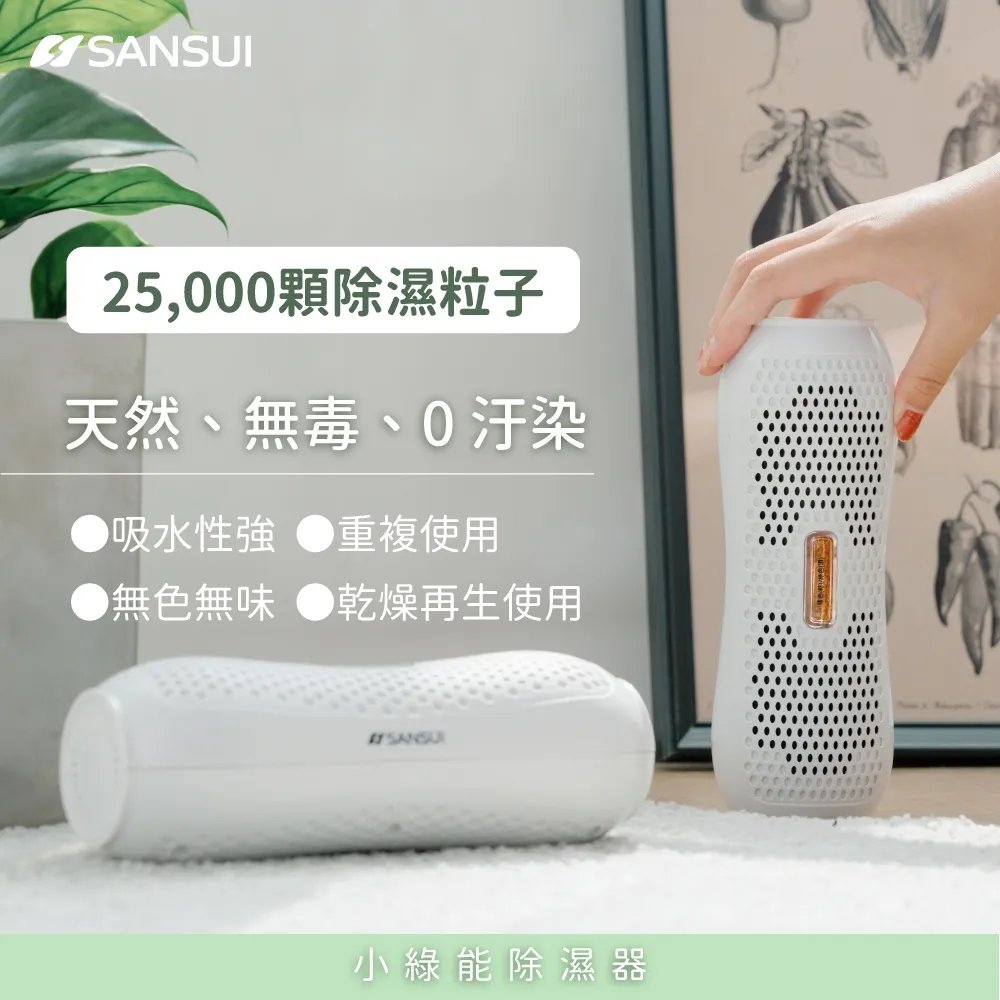 SANSUI
25,000顆除濕粒子
天然、無毒、0 汙染
●吸水性強 ●重複使用
●無色無味 ●乾燥再生使用
SANSUI
小綠能除濕器